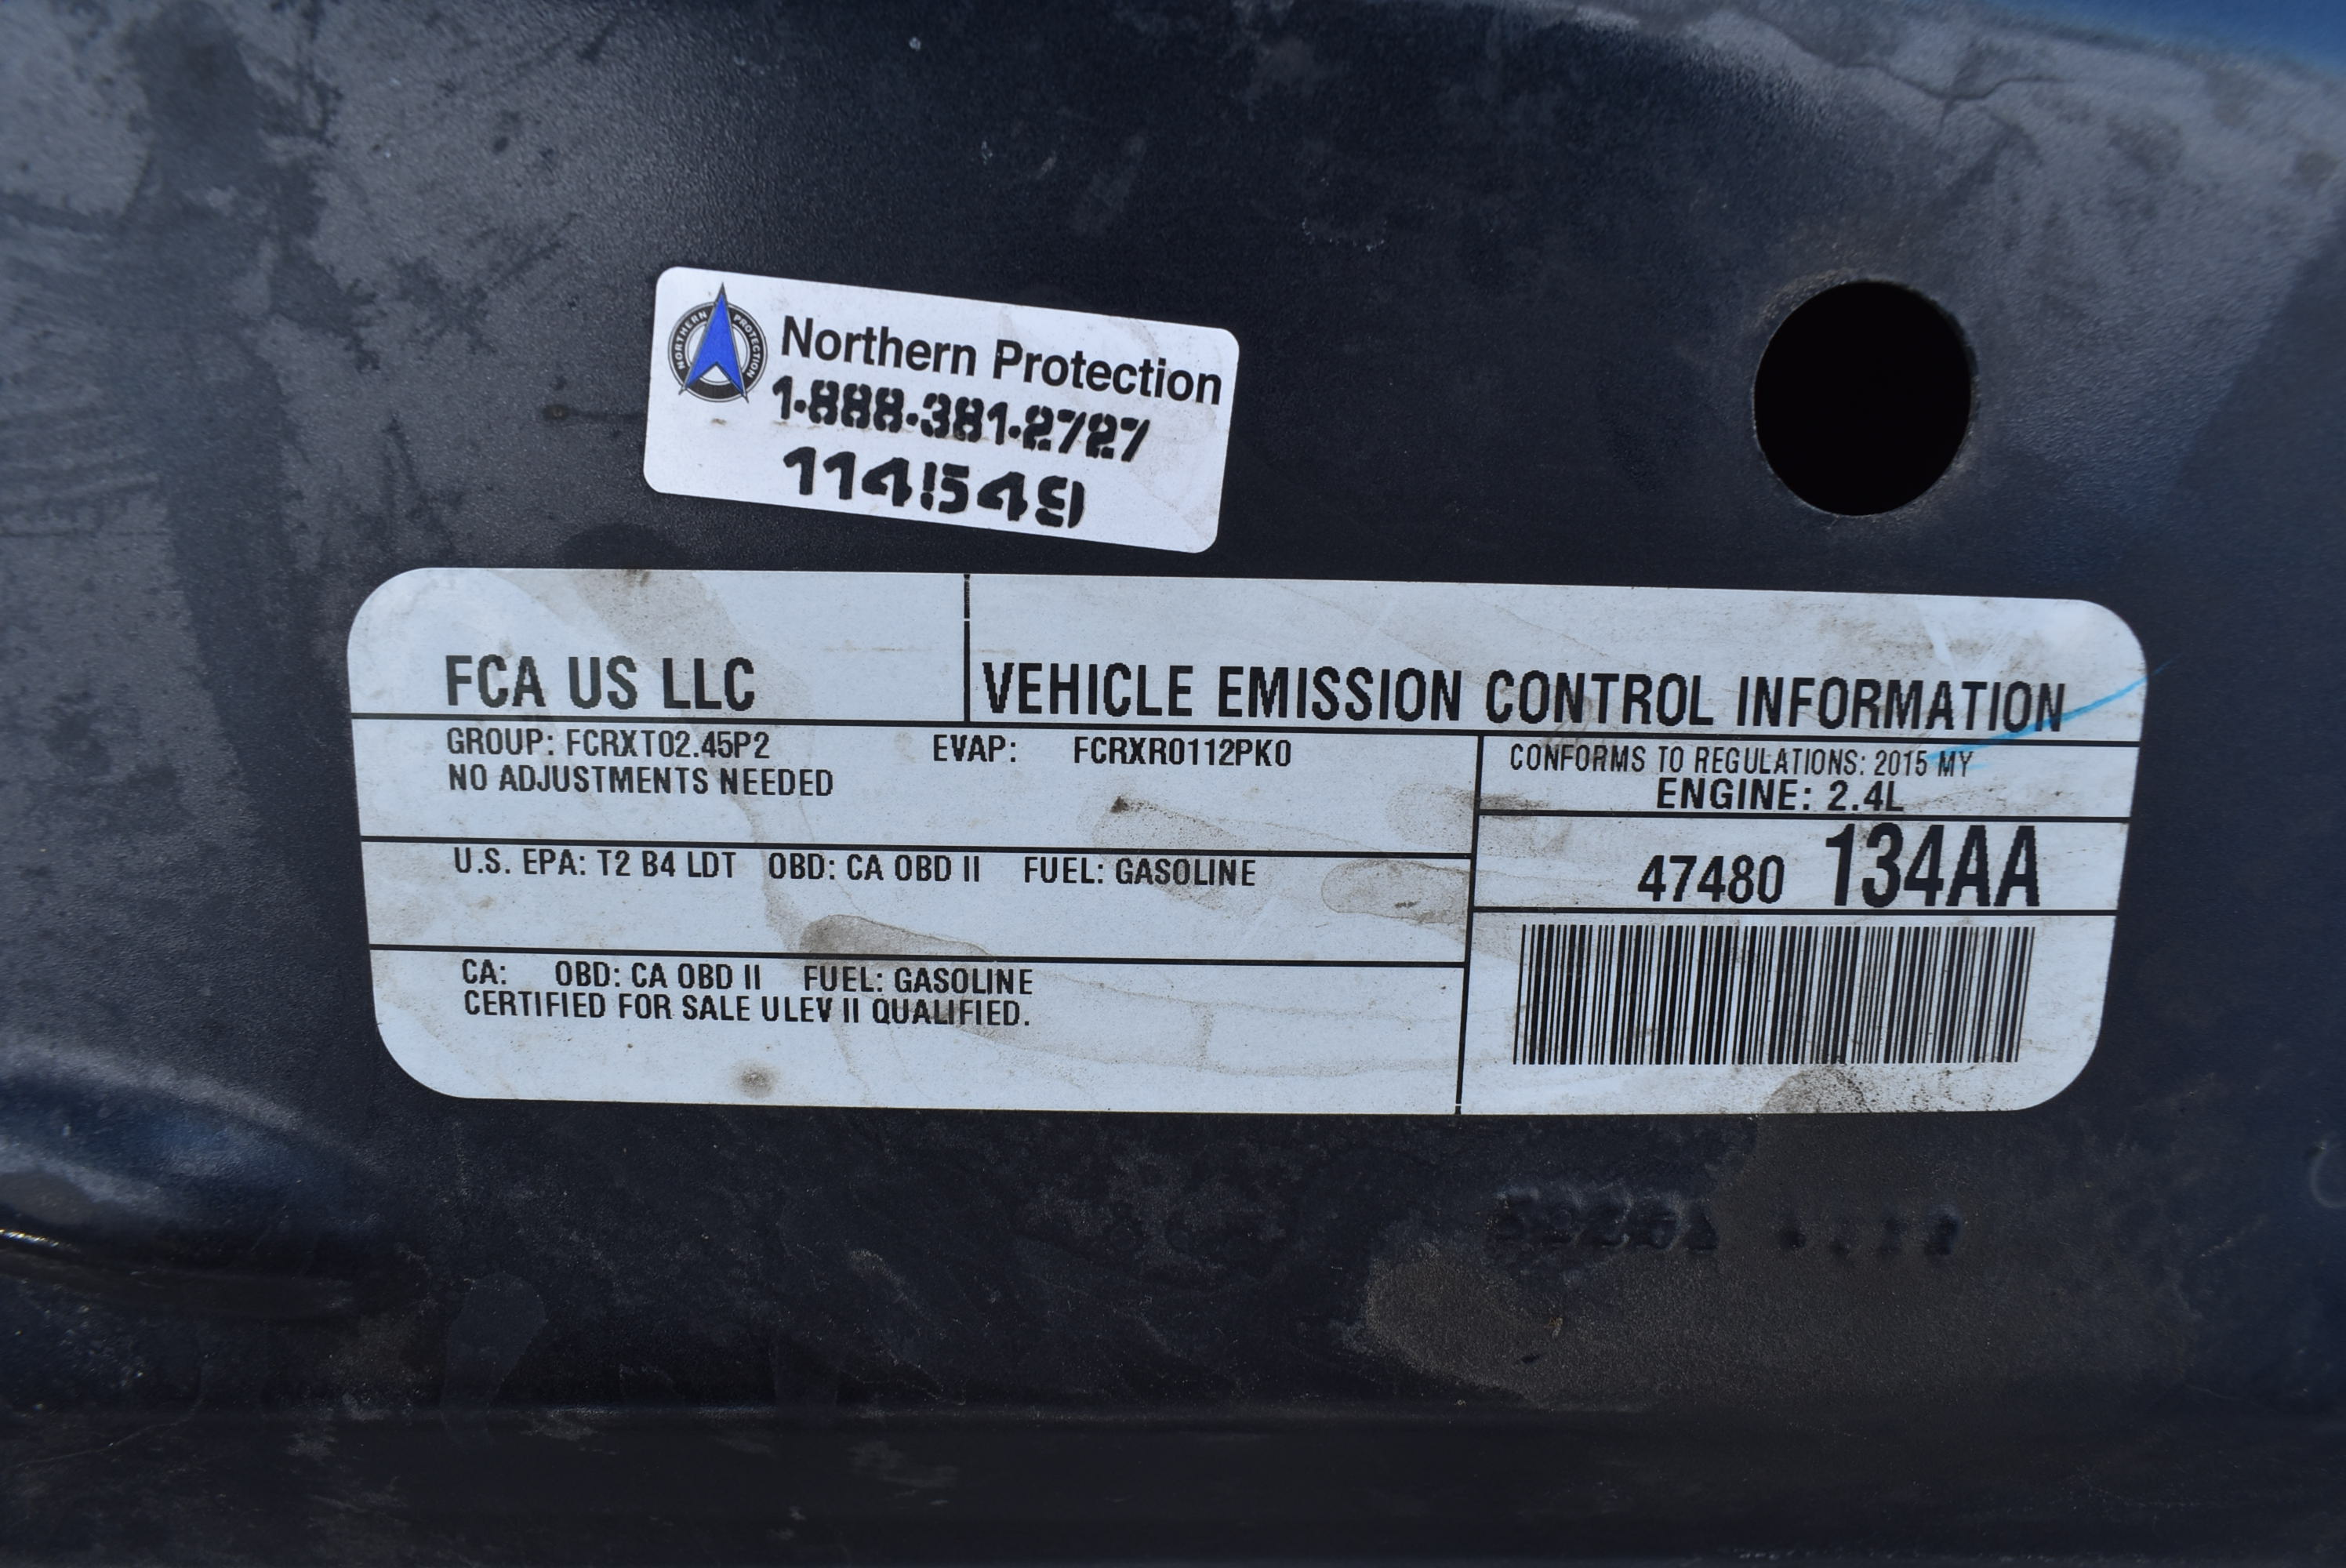 NORTHERN PROTECTION
Northern Protection
1-888-381-2727
114549
FCA US LLC
VEHICLE EMISSION CONTROL INFORMATION
GROUP: FCRXT02.45P2 EVAP: FCRXR0112PK0
NO ADJUSTMENTS NEEDED
CONFORMS TO REGULATIONS: 2015 MY
ENGINE: 2.4L
U.S. EPA: T2 B4 LDT OBD: CA OBD II FUEL: GASOLINE
47480 134AA
CA: OBD: CA OBD II FUEL: GASOLINE
CERTIFIED FOR SALE ULEV II QUALIFIED.